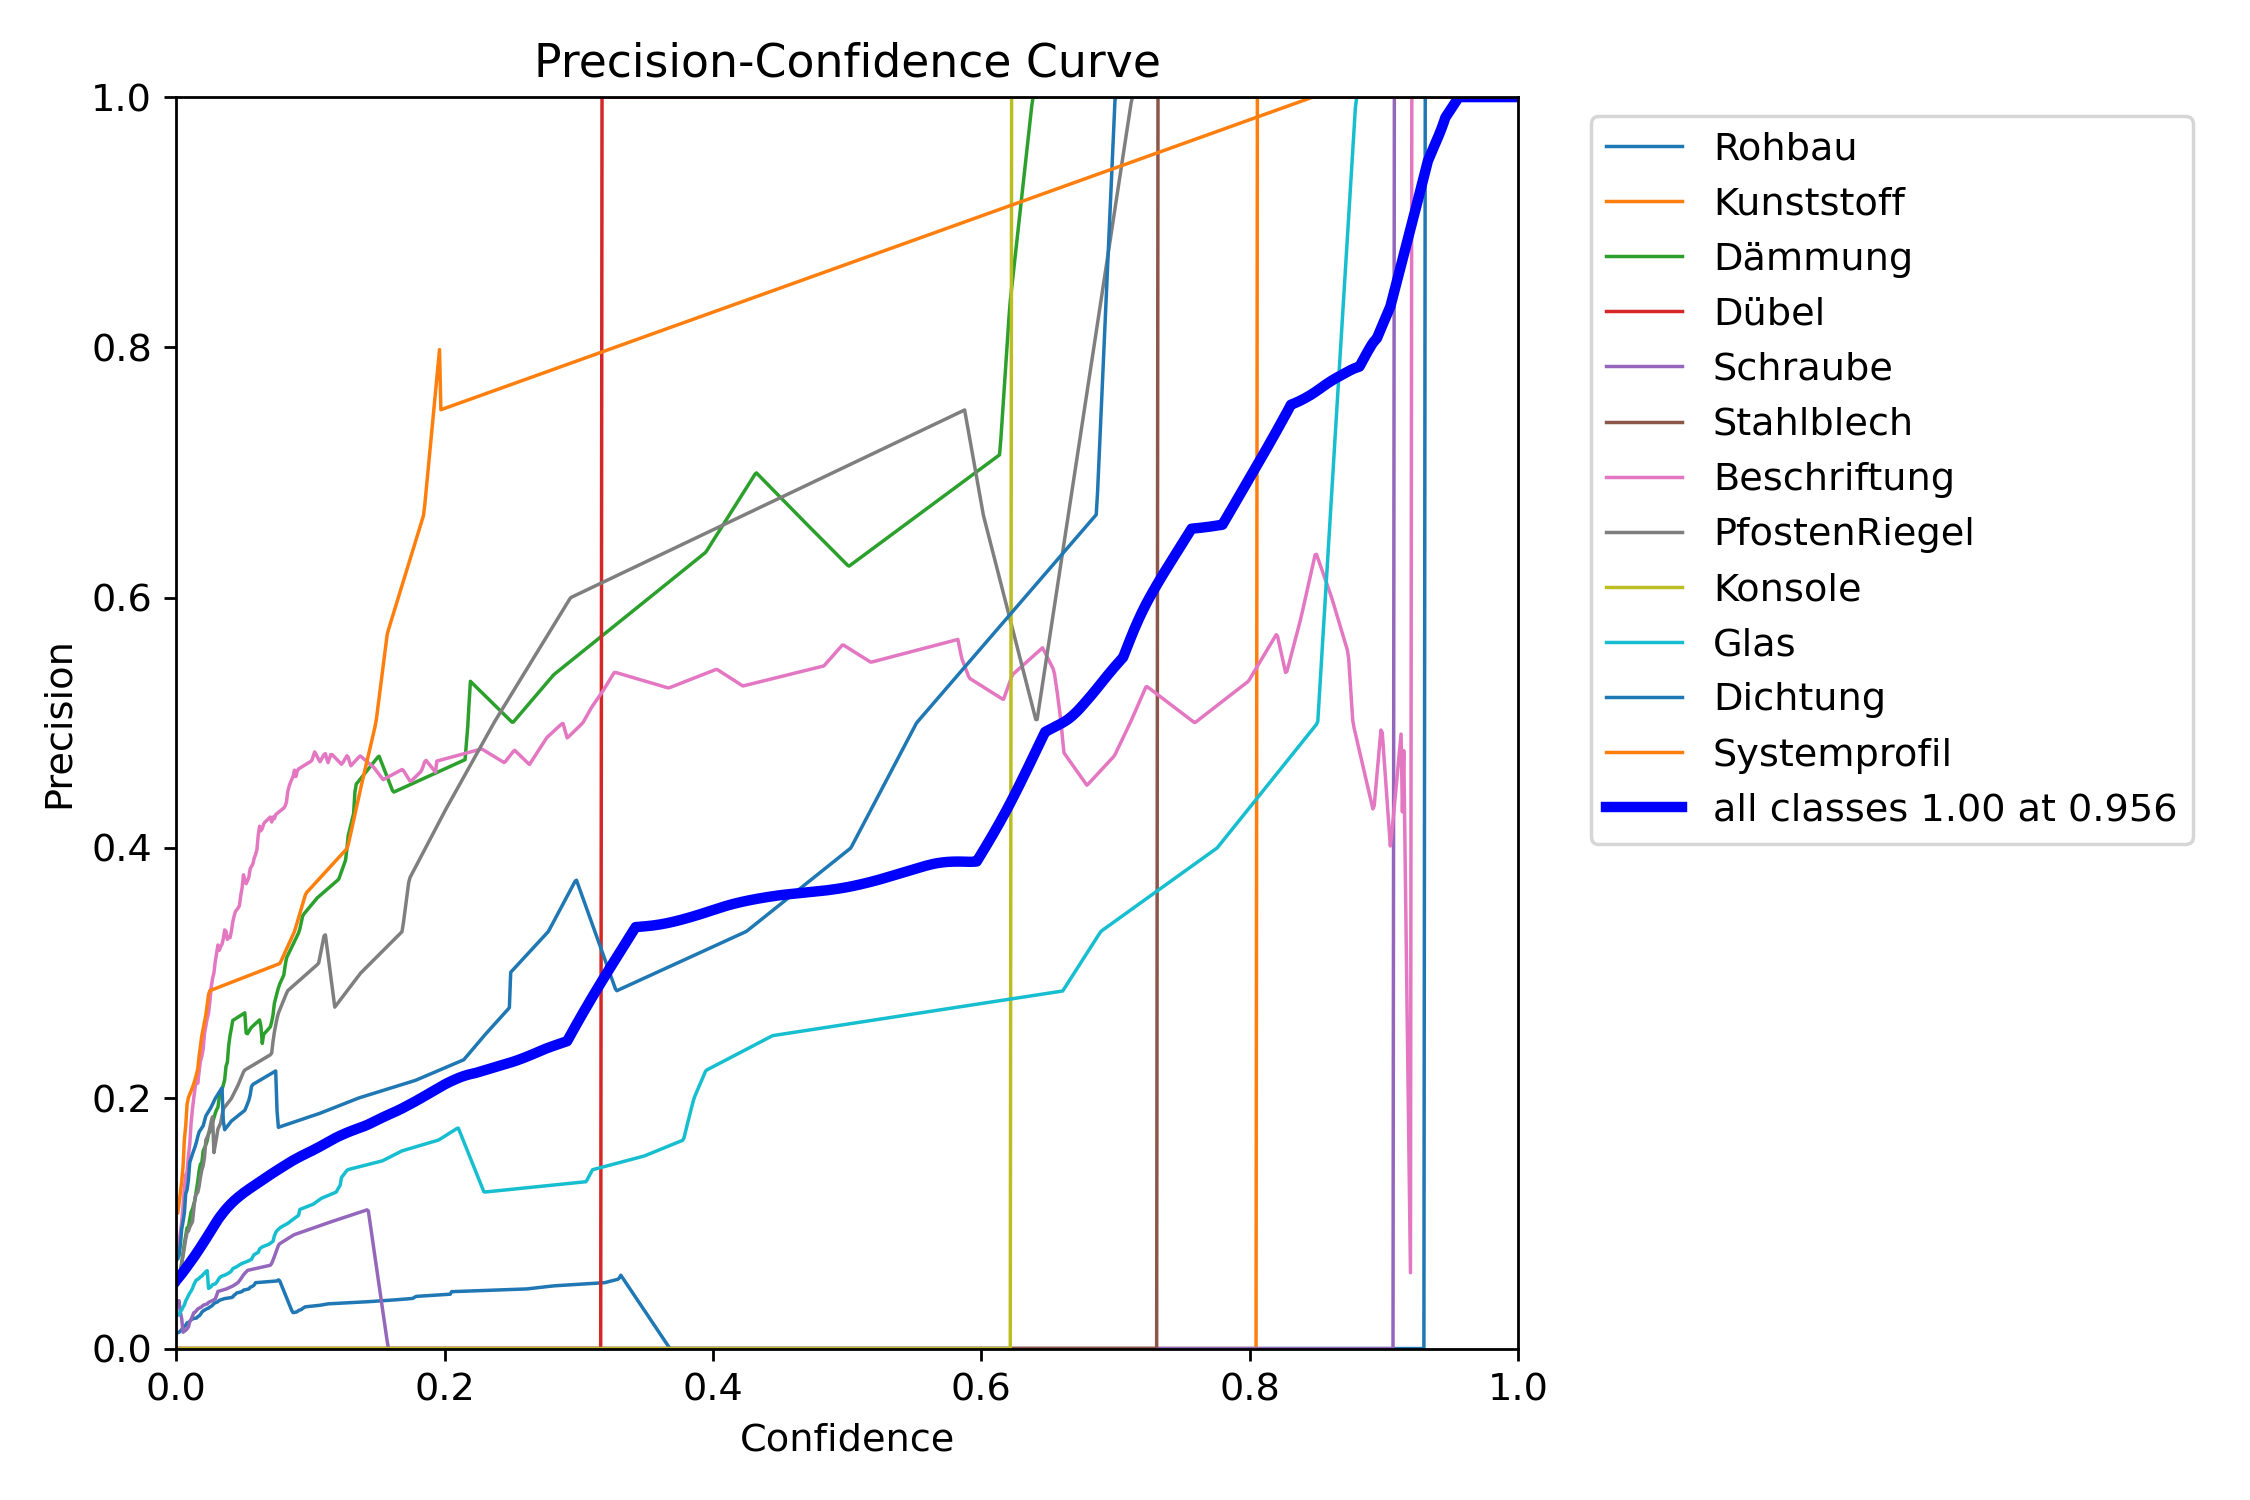 Precision-Confidence Curve
1.0
0.8
0.6
0.4
0.2
0.0
Precision
0.0 0.2 0.4 0.6 0.8 1.0
Confidence
Rohbau
Kunststoff
Dämmung
Dübel
Schraube
Stahlblech
Beschriftung
PfostenRiegel
Konsole
Glas
Dichtung
Systemprofil
all classes 1.00 at 0.956